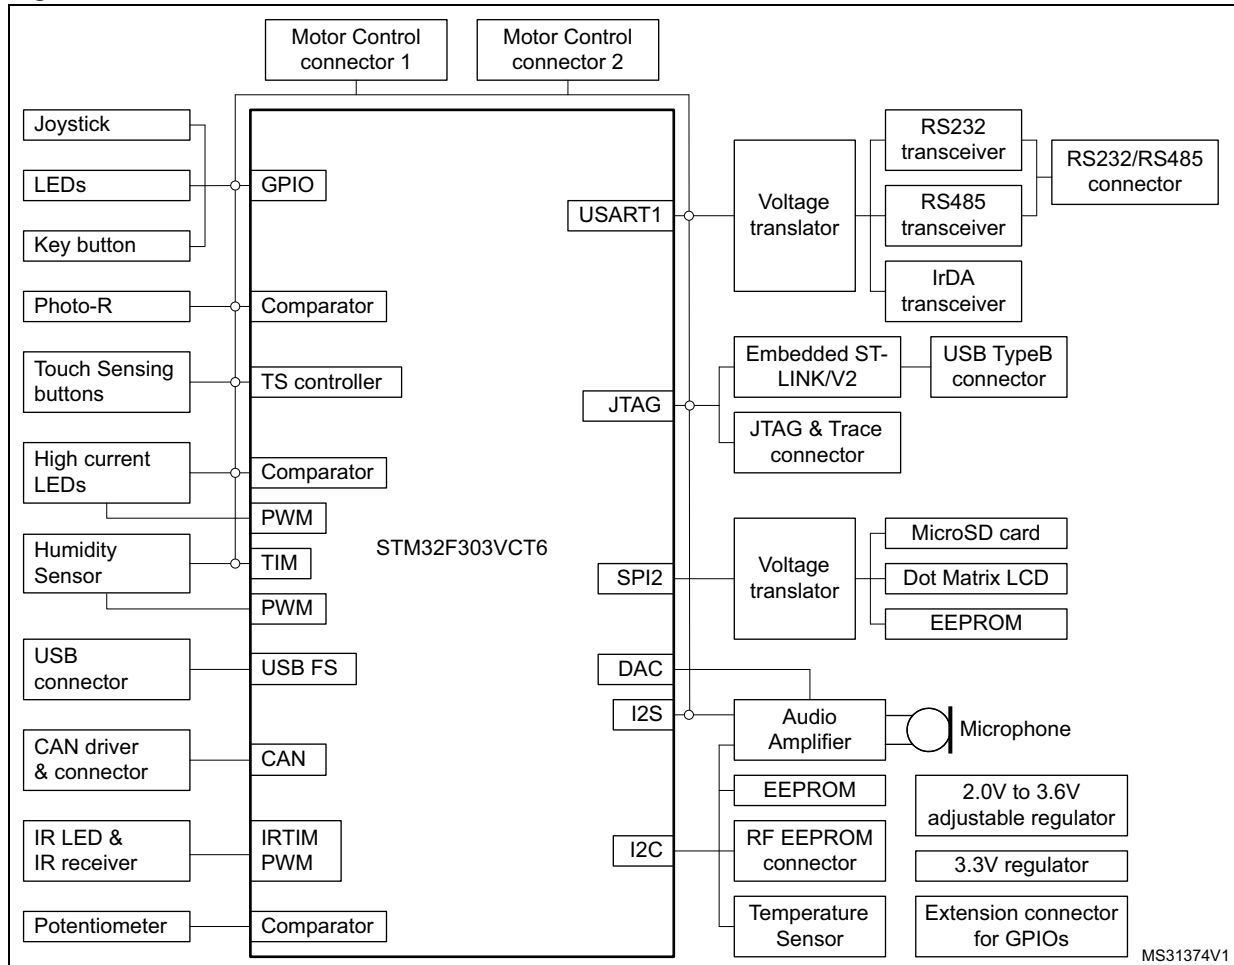 Motor Control
connector 1
Motor Control
connector 2
Joystick
LEDs
Key button
Photo-R
Touch Sensing
buttons
High current
LEDs
Humidity
Sensor
USB
connector
CAN driver
& connector
IR LED &
IR receiver
Potentiometer
GPIO
Comparator
TS controller
Comparator
PWM
TIM
PWM
USB FS
CAN
IRTIM
PWM
Comparator
STM32F303VCT6
USART1
JTAG
SPI2
DAC
I2S
I2C
Voltage
translator
RS232
transceiver
RS485
transceiver
IrDA
transceiver
RS232/RS485
connector
Embedded ST-
LINK/V2
USB TypeB
connector
JTAG & Trace
connector
Voltage
translator
MicroSD card
Dot Matrix LCD
EEPROM
Audio
Amplifier
Microphone
EEPROM
RF EEPROM
connector
Temperature
Sensor
2.0V to 3.6V
adjustable regulator
3.3V regulator
Extension connector
for GPIOs
MS31374V1